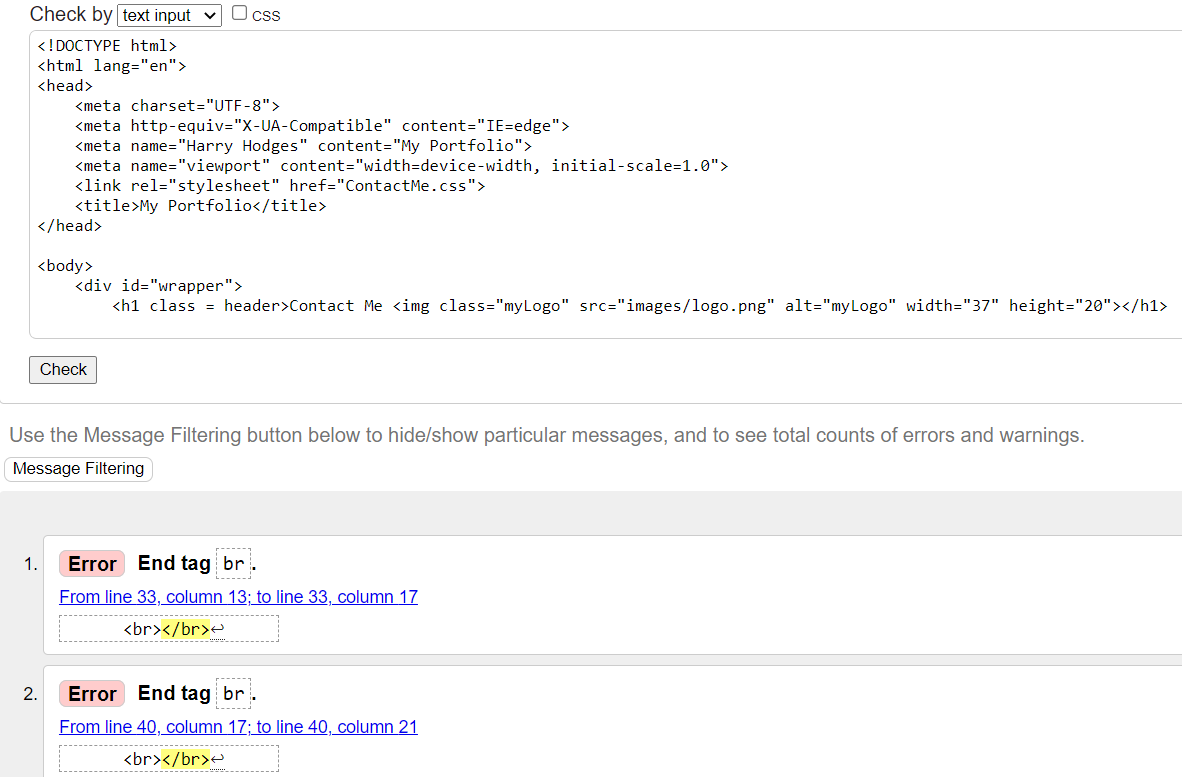 Check by text input CSS
<!DOCTYPE html>
<html lang="en">
<head>
    <meta charset="UTF-8">
    <meta http-equiv="X-UA-Compatible" content="IE=edge">
    <meta name="Harry Hodges" content="My Portfolio">
    <meta name="viewport" content="width=device-width, initial-scale=1.0">
    <link rel="stylesheet" href="ContactMe.css">
    <title>My Portfolio</title>
</head>
<body>
    <div id="wrapper">
        <h1 class = header>Contact Me <img class="myLogo" src="images/logo.png" alt="myLogo" width="37" height="20"></h1>
Check
Use the Message Filtering button below to hide/show particular messages, and to see total counts of errors and warnings.
Message Filtering
1. Error End tag br.
From line 33, column 13; to line 33, column 17
<br></br>↩
2. Error End tag br.
From line 40, column 17; to line 40, column 21
<br></br>↩